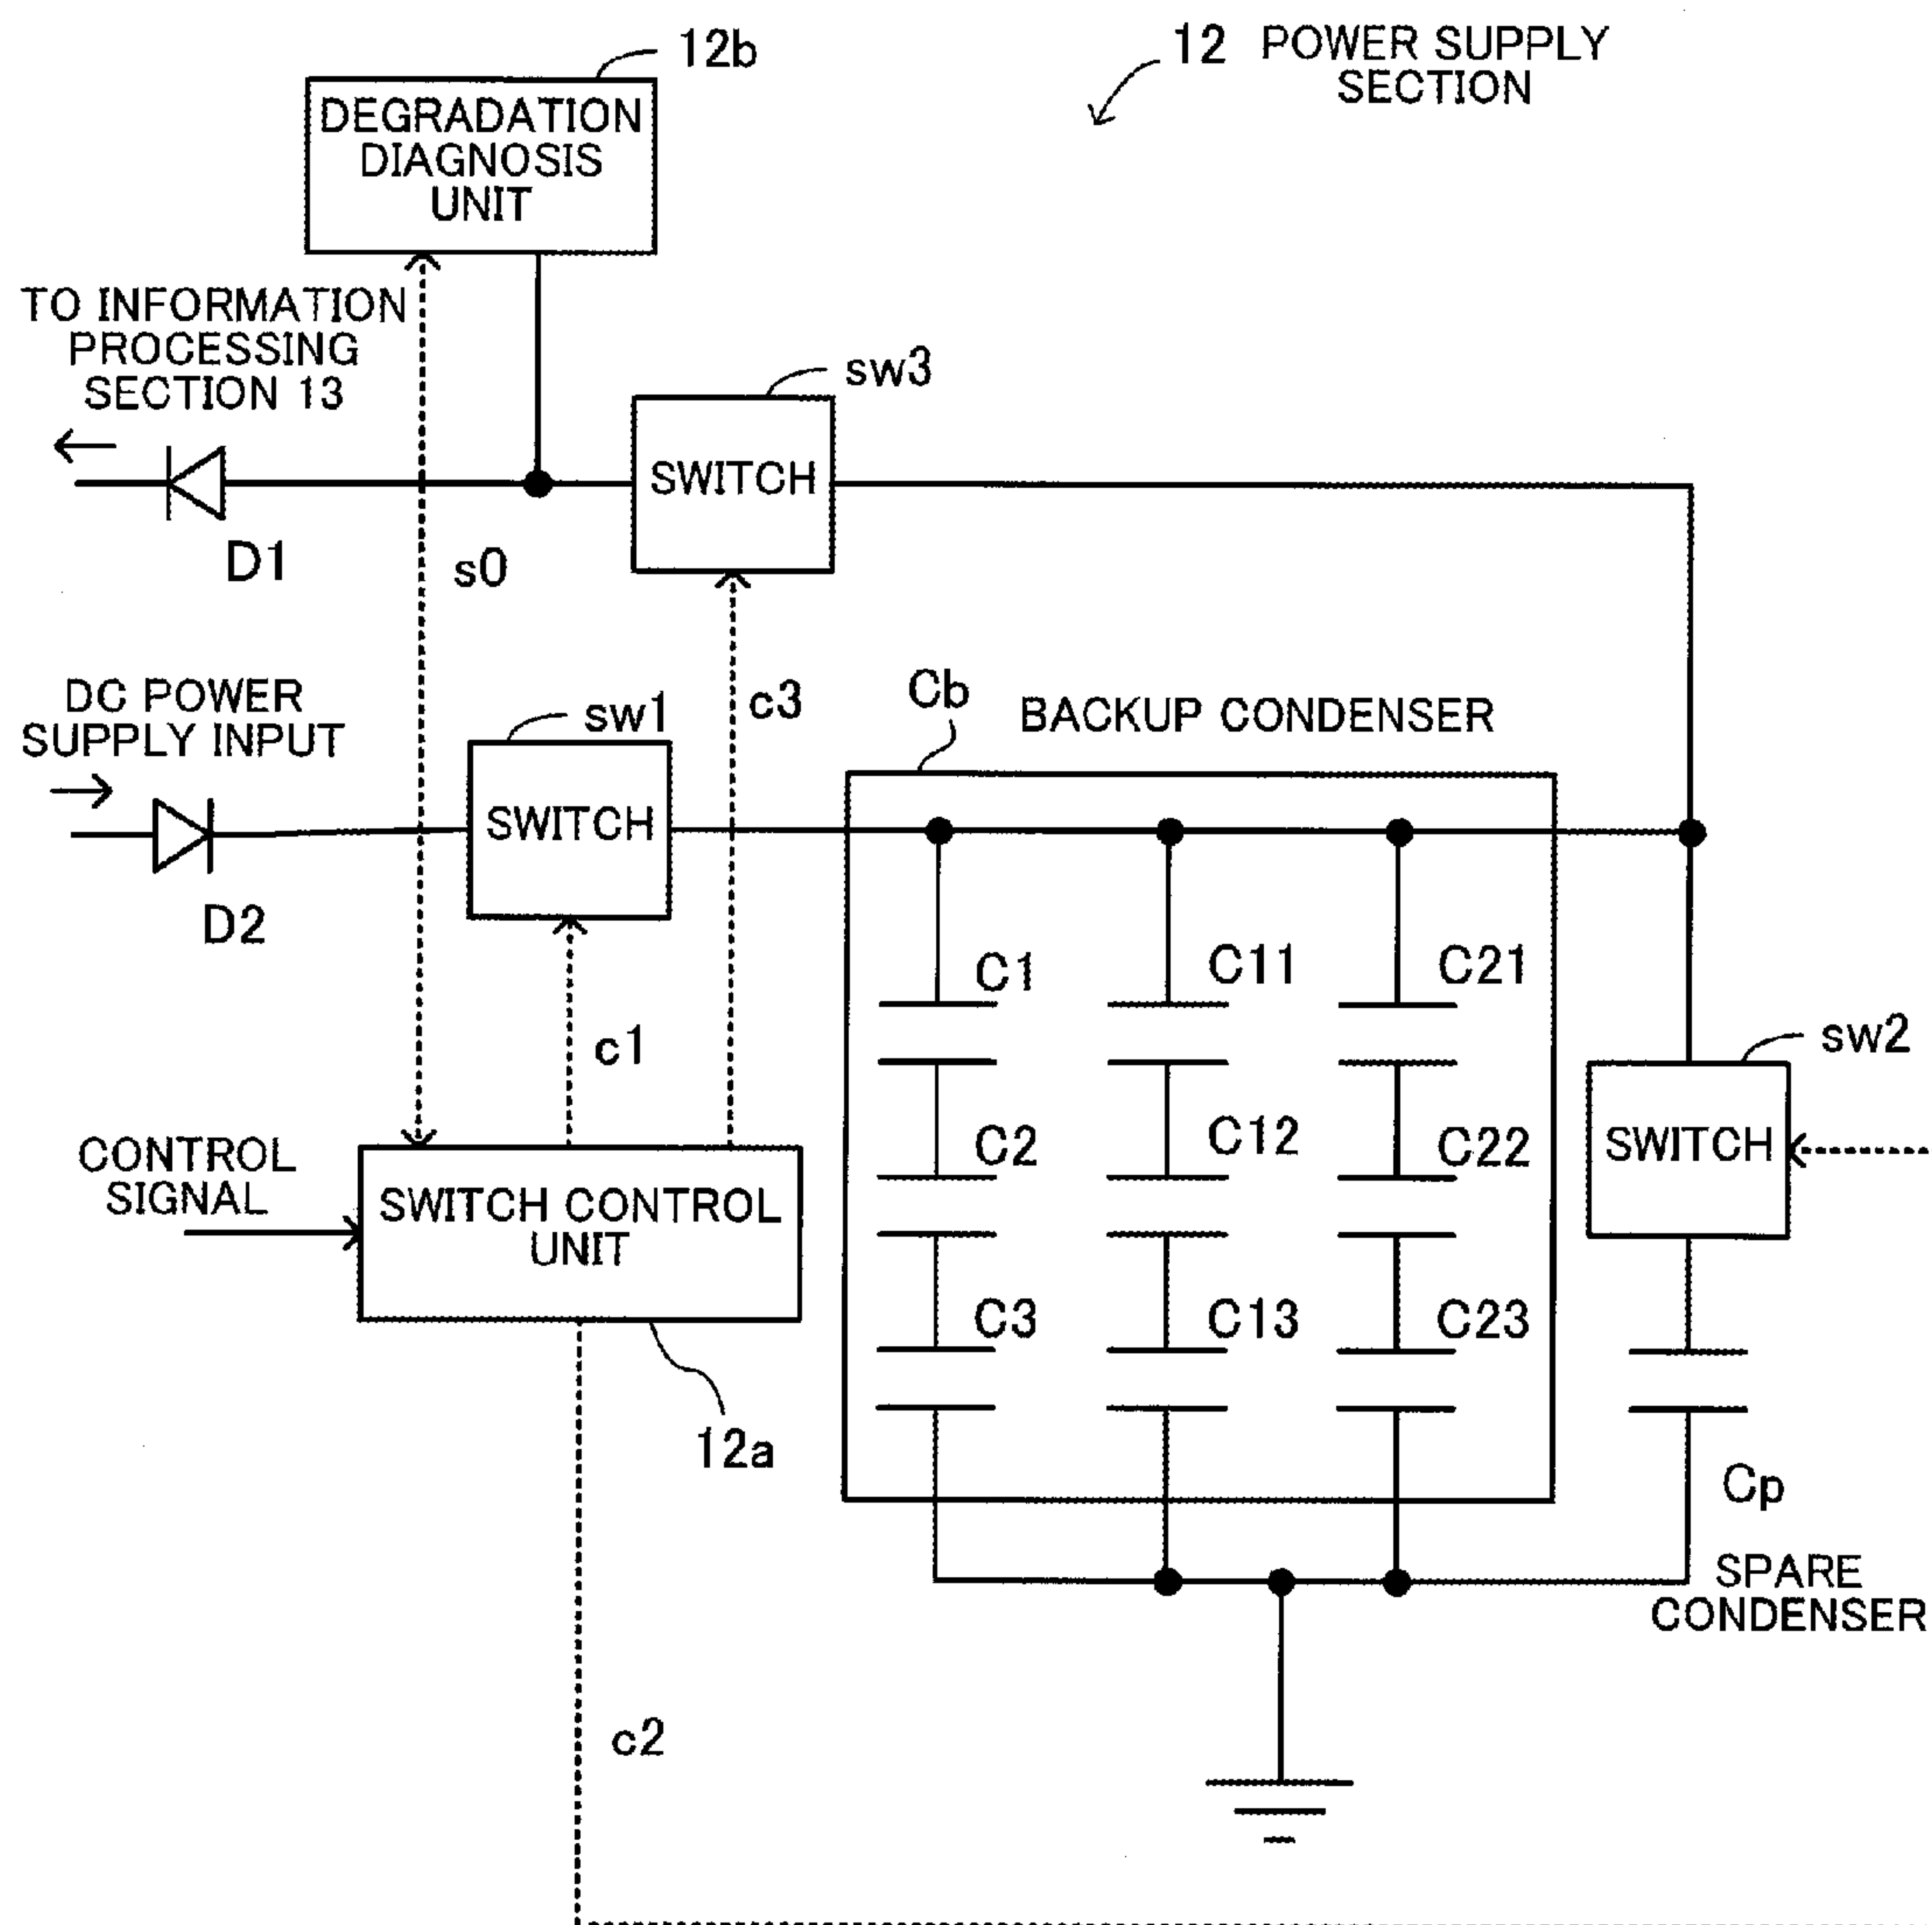 12b
12 POWER SUPPLY
SECTION
DEGRADATION
DIAGNOSIS
UNIT
TO INFORMATION
PROCESSING
SECTION 13
sw3
SWITCH
D1
s0
DC POWER
SUPPLY INPUT
sw1
c3
Cb
BACKUP CONDENSER
SWITCH
D2
C1
C11
C21
c1
sw2
CONTROL
SIGNAL
C2
C12
C22
SWITCH
SWITCH CONTROL
UNIT
C3
C13
C23
12a
Cp
SPARE
CONDENSER
c2